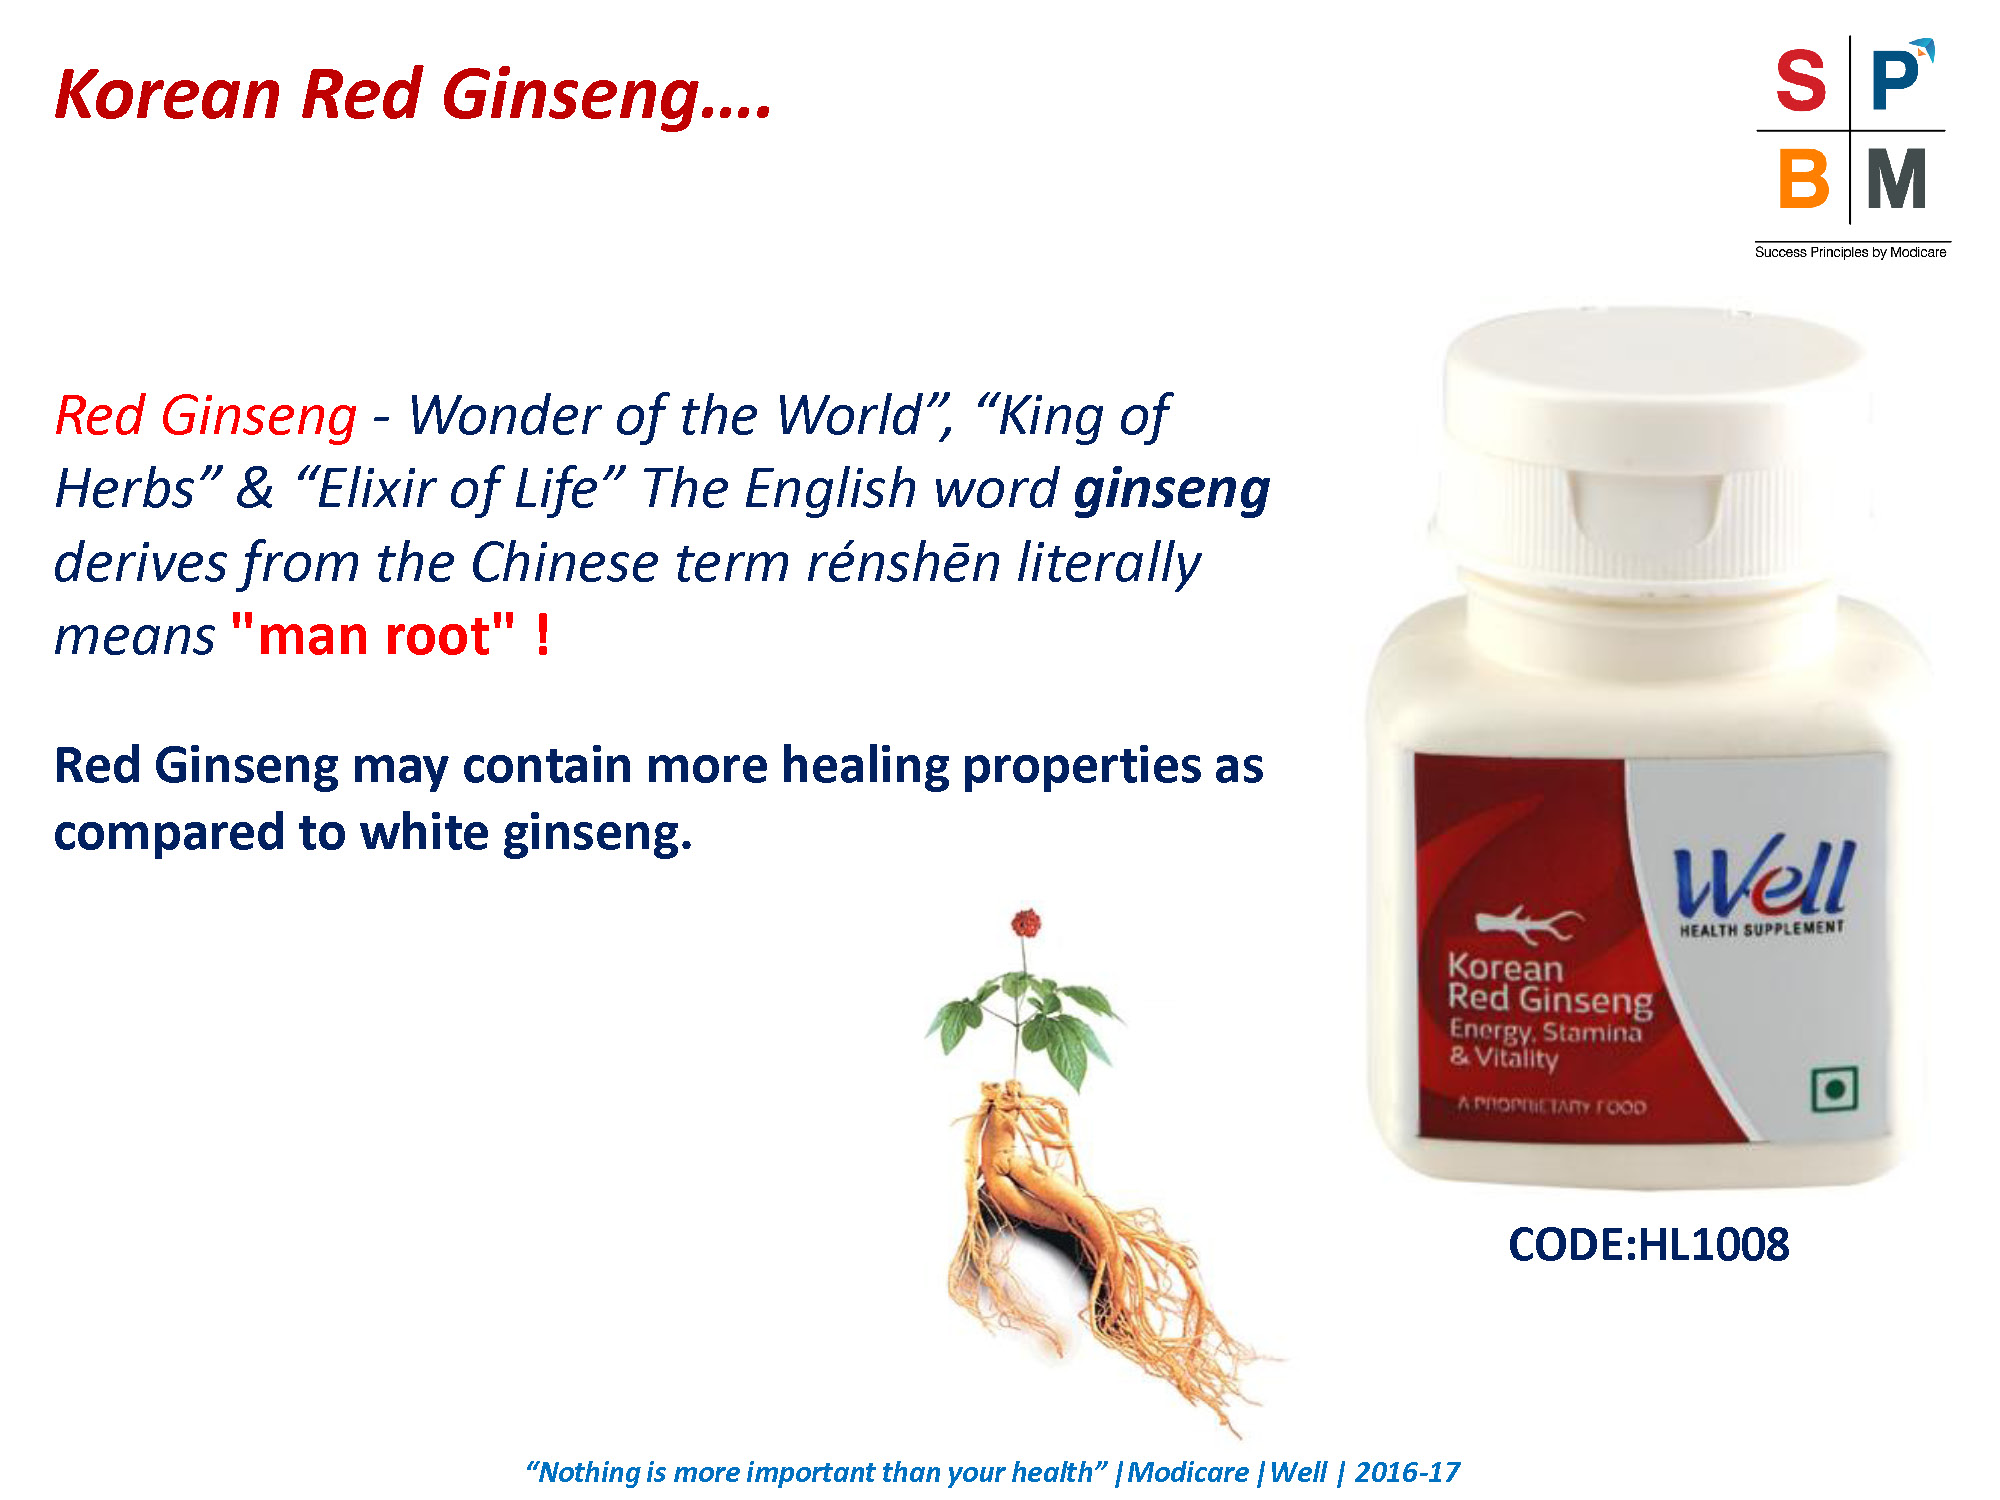 Korean Red Ginseng....
S P
B M
Success Principles by Modicare
Red Ginseng - Wonder of the World”, “King of
Herbs” & “Elixir of Life” The English word ginseng
derives from the Chinese term rénshēn literally
means "man root" !
Red Ginseng may contain more healing properties as
compared to white ginseng.
Well
HEALTH SUPPLEMENT
Korean
Red Ginseng
Energy, Stamina
& Vitality
A PROPRIETARY FOOD
CODE:HL1008
“Nothing is more important than your health” |Modicare |Well | 2016-17